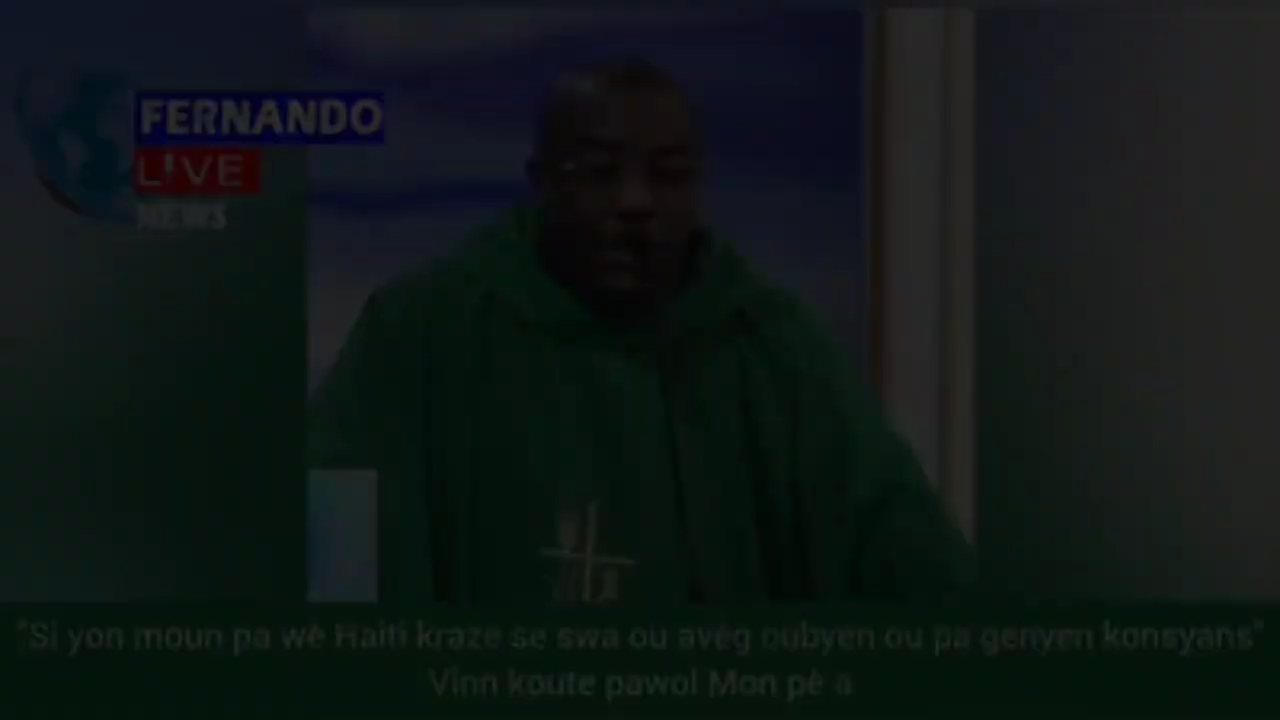 FERNANDO
LIVE
NEWS
"Si yon moun pa wè Haiti kraze se swa ou avèg oubyen ou pa genyen konsyans"
Vinn koute pawol Mon pè a